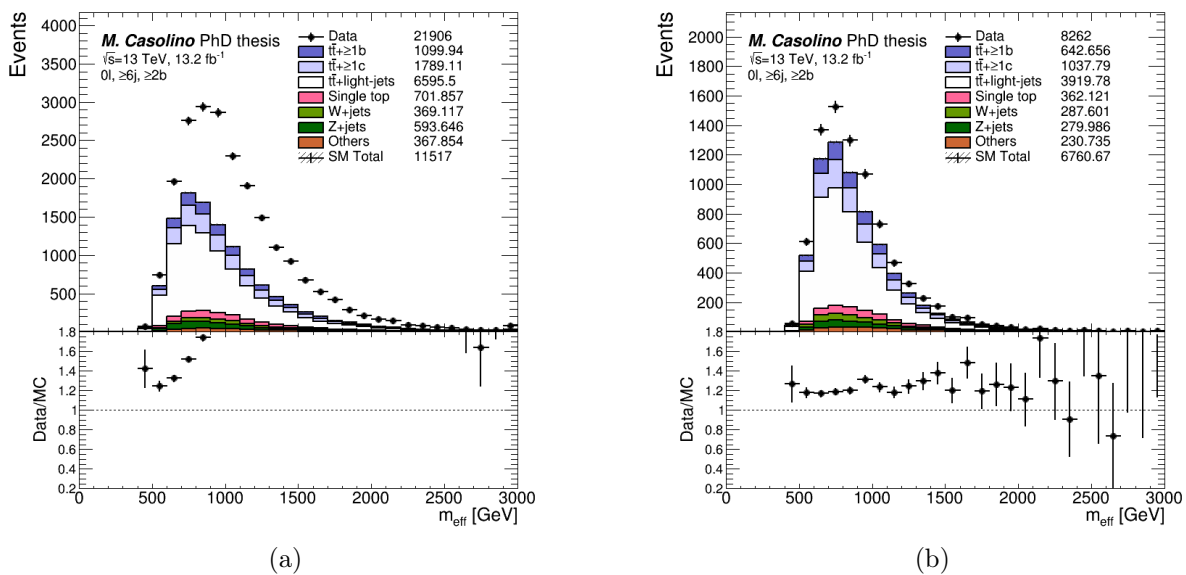 Events
4000
3500
3000
2500
2000
1500
1000
500
M. Casolino PhD thesis
√s=13 TeV, 13.2 fb⁻¹
0l, ≥6j, ≥2b
Data 21906
tt̄+≥1b 1099.94
tt̄+≥1c 1789.11
tt̄+light-jets 6595.5
Single top 701.857
W+jets 369.117
Z+jets 593.646
Others 367.854
SM Total 11517
Data/MC
1.8
1.6
1.4
1.2
1
0.8
0.6
0.4
0.2
0 500 1000 1500 2000 2500 3000
m_eff [GeV]
(a)
Events
2000
1800
1600
1400
1200
1000
800
600
400
200
M. Casolino PhD thesis
√s=13 TeV, 13.2 fb⁻¹
0l, ≥6j, ≥2b
Data 8262
tt̄+≥1b 642.656
tt̄+≥1c 1037.79
tt̄+light-jets 3919.78
Single top 362.121
W+jets 287.601
Z+jets 279.986
Others 230.735
SM Total 6760.67
Data/MC
1.8
1.6
1.4
1.2
1
0.8
0.6
0.4
0.2
0 500 1000 1500 2000 2500 3000
m_eff [GeV]
(b)